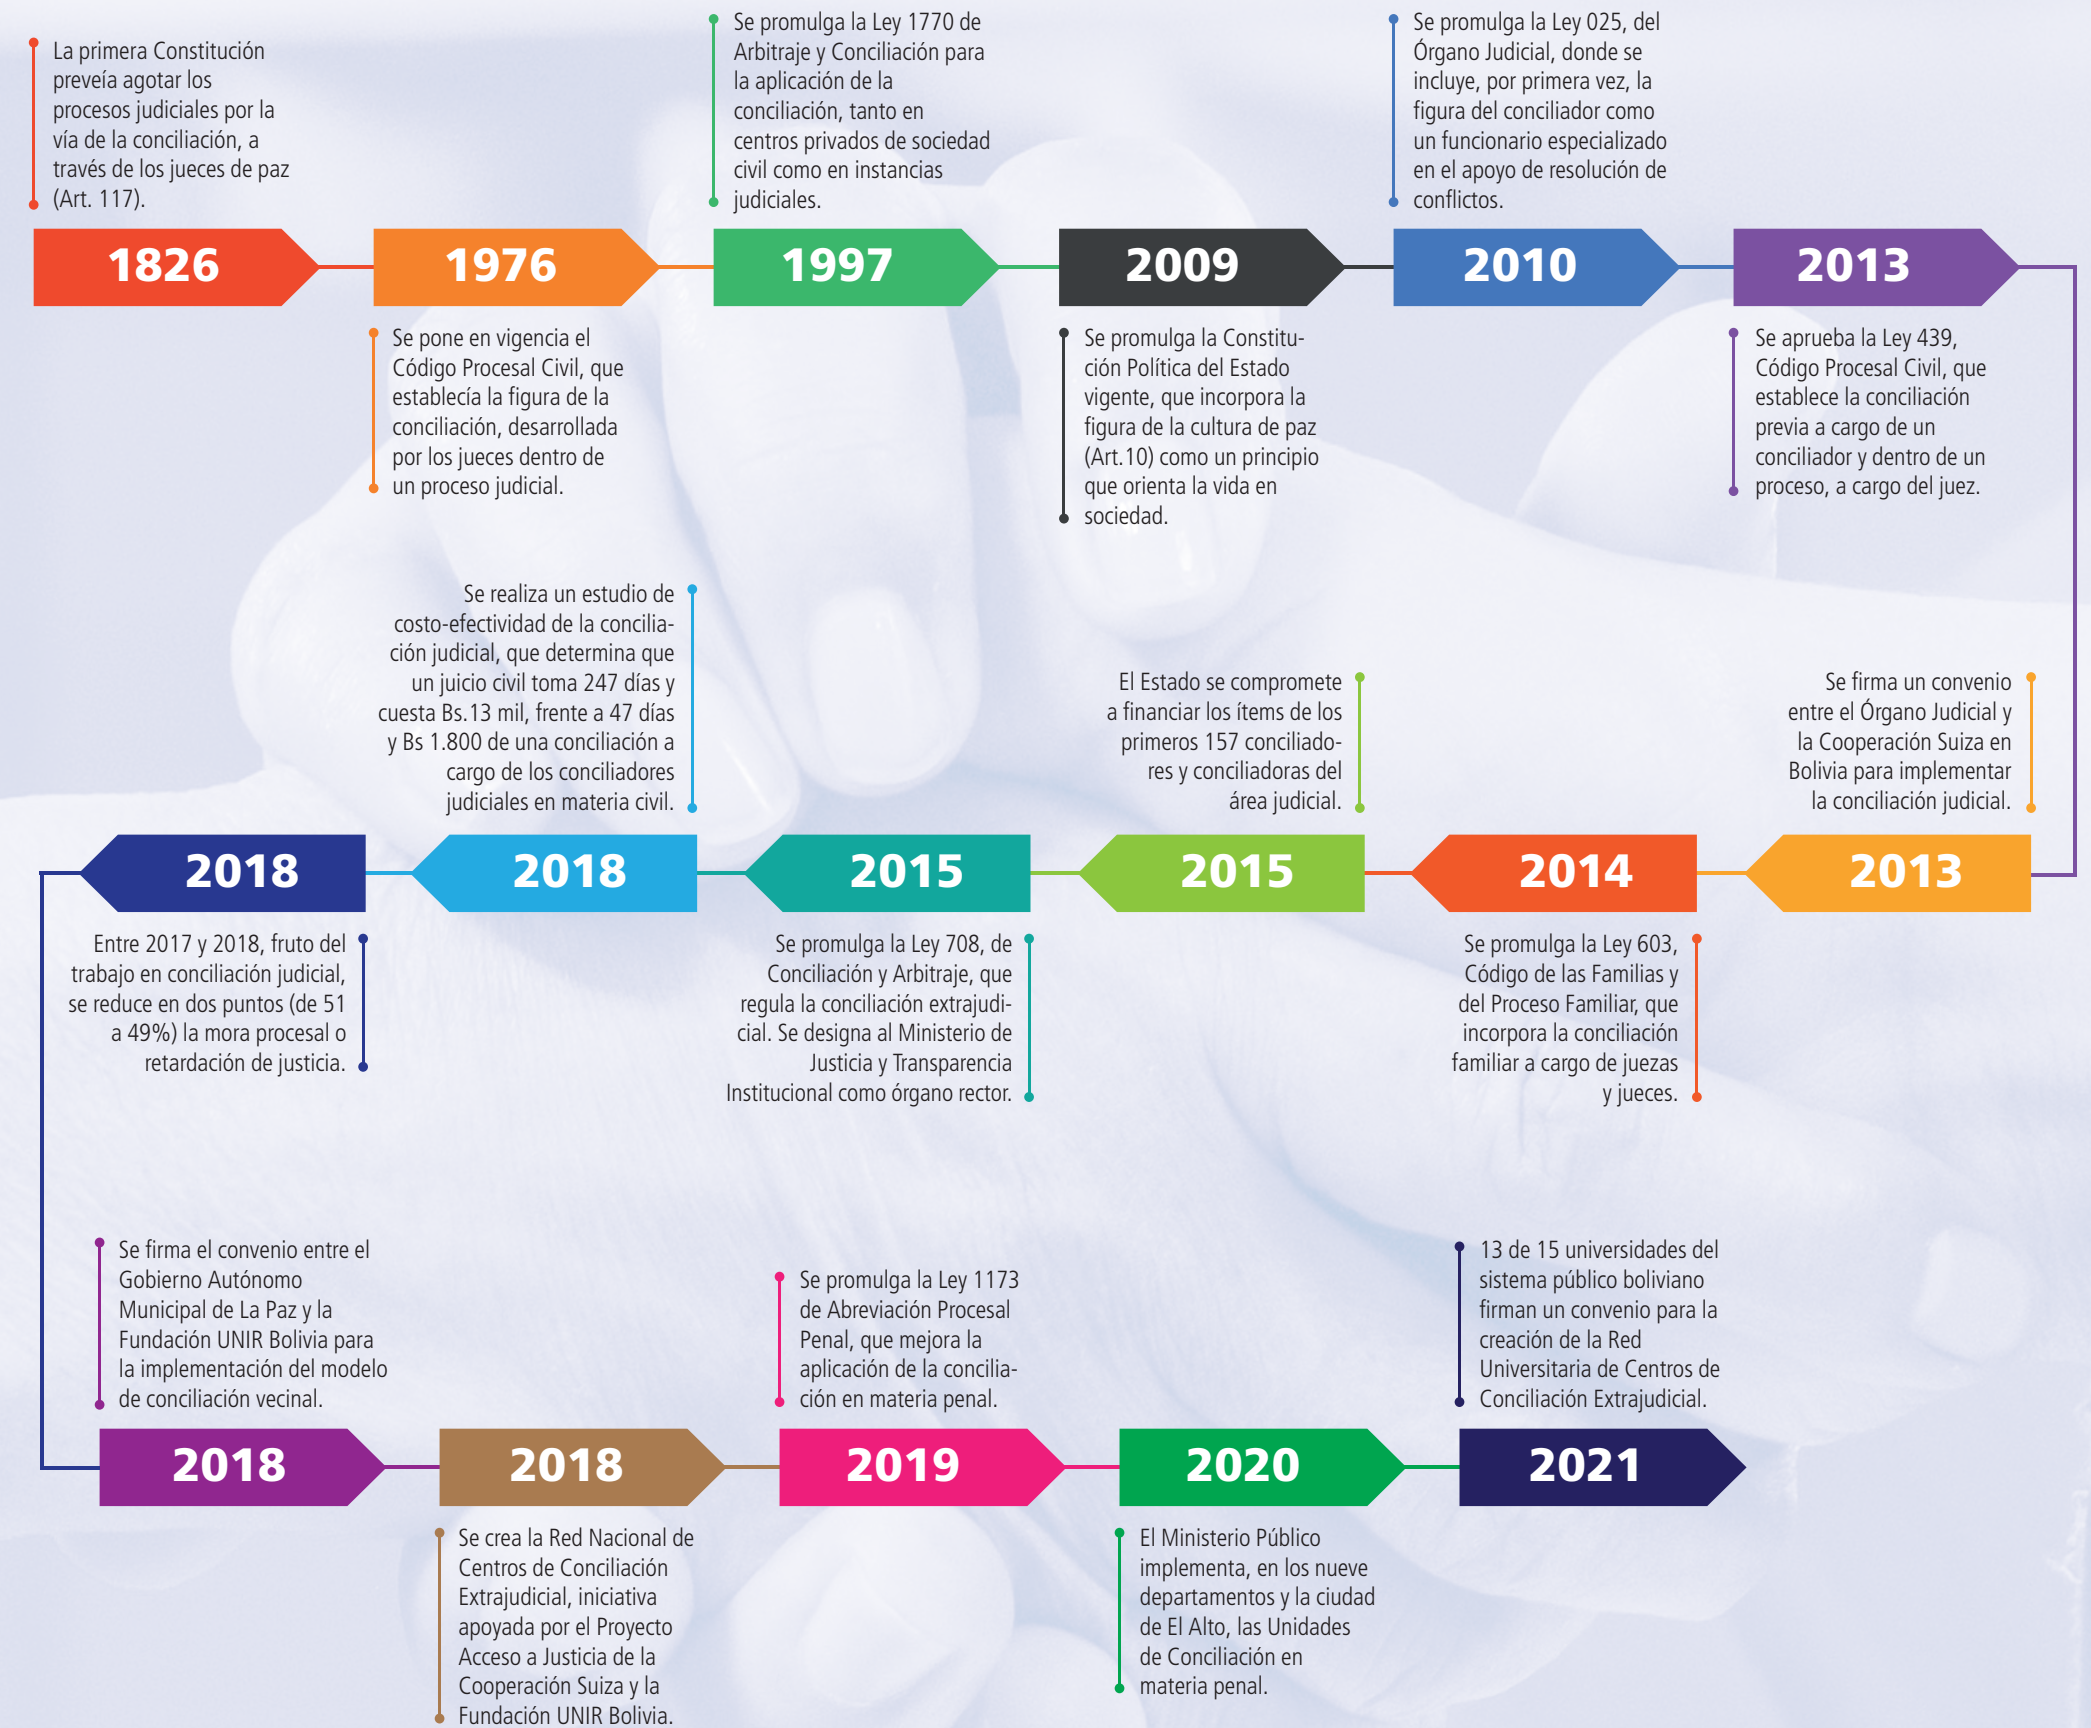 La primera Constitución
preveía agotar los
procesos judiciales por la
vía de la conciliación, a
través de los jueces de paz
(Art. 117).
1826
1976
Se pone en vigencia el
Código Procesal Civil, que
establecía la figura de la
conciliación, desarrollada
por los jueces dentro de
un proceso judicial.
Se promulga la Ley 1770 de
Arbitraje y Conciliación para
la aplicación de la
conciliación, tanto en
centros privados de sociedad
civil como en instancias
judiciales.
1997
2009
Se promulga la Constitu-
ción Política del Estado
vigente, que incorpora la
figura de la cultura de paz
(Art.10) como un principio
que orienta la vida en
sociedad.
Se promulga la Ley 025, del
Órgano Judicial, donde se
incluye, por primera vez, la
figura del conciliador como
un funcionario especializado
en el apoyo de resolución de
conflictos.
2010
2013
Se aprueba la Ley 439,
Código Procesal Civil, que
establece la conciliación
previa a cargo de un
conciliador y dentro de un
proceso, a cargo del juez.
Se firma un convenio
entre el Órgano Judicial y
la Cooperación Suiza en
Bolivia para implementar
la conciliación judicial.
2013
2014
Se promulga la Ley 603,
Código de las Familias y
del Proceso Familiar, que
incorpora la conciliación
familiar a cargo de juezas
y jueces.
El Estado se compromete
a financiar los ítems de los
primeros 157 conciliado-
res y conciliadoras del
área judicial.
2015
2015
Se promulga la Ley 708, de
Conciliación y Arbitraje, que
regula la conciliación extrajudi-
cial. Se designa al Ministerio de
Justicia y Transparencia
Institucional como órgano rector.
Se realiza un estudio de
costo-efectividad de la concilia-
ción judicial, que determina que
un juicio civil toma 247 días y
cuesta Bs.13 mil, frente a 47 días
y Bs 1.800 de una conciliación a
cargo de los conciliadores
judiciales en materia civil.
2018
2018
Entre 2017 y 2018, fruto del
trabajo en conciliación judicial,
se reduce en dos puntos (de 51
a 49%) la mora procesal o
retardación de justicia.
Se firma el convenio entre el
Gobierno Autónomo
Municipal de La Paz y la
Fundación UNIR Bolivia para
la implementación del modelo
de conciliación vecinal.
2018
2018
Se crea la Red Nacional de
Centros de Conciliación
Extrajudicial, iniciativa
apoyada por el Proyecto
Acceso a Justicia de la
Cooperación Suiza y la
Fundación UNIR Bolivia.
Se promulga la Ley 1173
de Abreviación Procesal
Penal, que mejora la
aplicación de la concilia-
ción en materia penal.
2019
2020
El Ministerio Público
implementa, en los nueve
departamentos y la ciudad
de El Alto, las Unidades
de Conciliación en
materia penal.
13 de 15 universidades del
sistema público boliviano
firman un convenio para la
creación de la Red
Universitaria de Centros de
Conciliación Extrajudicial.
2021